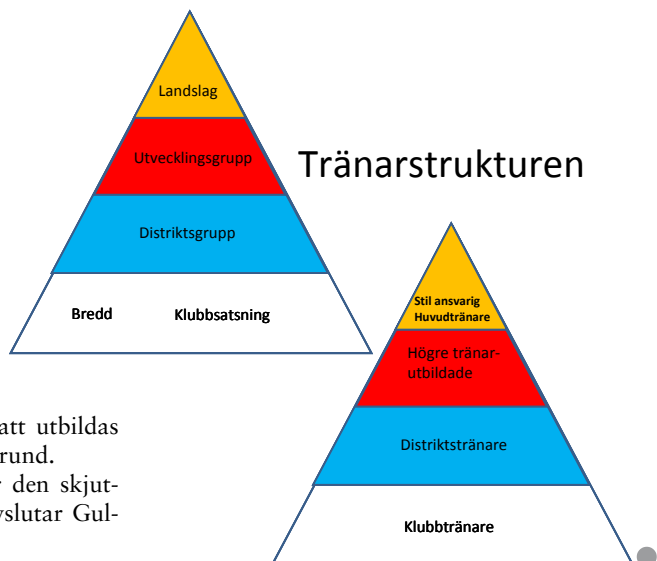 Landslag
Utvecklingsgrupp
Distriktsgrupp
Bredd Klubbsatsning
Tränarstrukturen
Stil ansvarig
Huvudtränare
Högre tränar-
utbildade
Distriktstränare
Klubbtränare
att utbildas
rund.
den skjut-
slutar Gul-